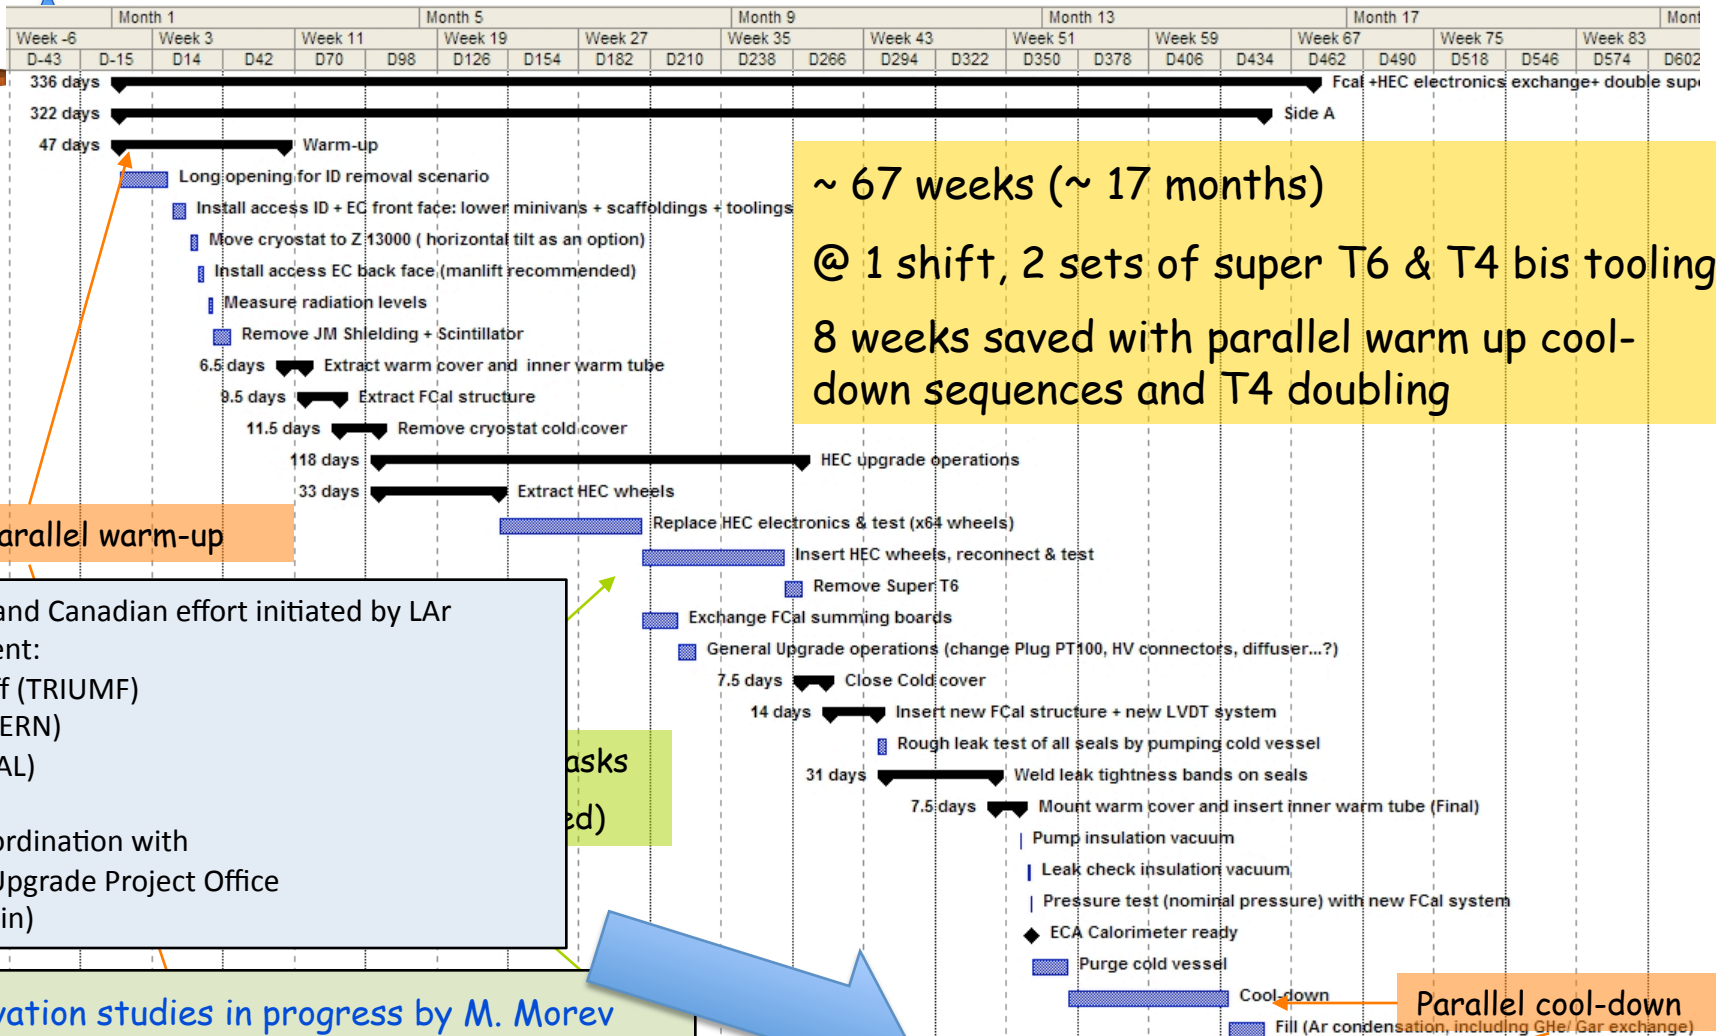 Month 1 Month 5 Month 9 Month 13 Month 17
Week -6 Week 3 Week 11 Week 19 Week 27 Week 35 Week 43 Week 51 Week 59 Week 67 Week 75 Week 83
D-43 D-15 D14 D42 D70 D98 D126 D154 D182 D210 D238 D266 D294 D322 D350 D378 D406 D434 D462 D490 D518 D546 D574 D602
336 days Fcal +HEC electronics exchange+ double
322 days Side A
47 days Warm-up
Long opening for ID removal scenario
Install access ID + EC front face: lower minivans + scaffoldings + toolings
Move cryostat to Z 13000 ( horizontal tilt as an option)
Install access EC back face (manlift recommended)
Measure radiation levels
Remove JM Shielding + Scintillator
6.5 days Extract warm cover and inner warm tube
9.5 days Extract FCal structure
11.5 days Remove cryostat cold cover
118 days HEC upgrade operations
33 days Extract HEC wheels
Replace HEC electronics & test (x64 wheels)
Insert HEC wheels, reconnect & test
Remove Super T6
Exchange FCal summing boards
General Upgrade operations (change Plug PT100, HV connectors, diffuser...?)
7.5 days Close Cold cover
14 days Insert new FCal structure + new LVDT system
Rough leak test of all seals by pumping cold vessel
31 days Weld leak tightness bands on seals
7.5 days Mount warm cover and insert inner warm tube (Final)
Pump insulation vacuum
Leak check insulation vacuum
Pressure test (nominal pressure) with new FCal system
ECA Calorimeter ready
Purge cold vessel
Cool-down
Fill (Ar condensation, including GHe/ Gar exchange)
~ 67 weeks (~ 17 months)
@ 1 shift, 2 sets of super T6 & T4 bis tooling
8 weeks saved with parallel warm up cool-
down sequences and T4 doubling
arallel warm-up
and Canadian effort initiated by LAr
ent:
ff (TRIUMF)
ERN)
AL)
ordination with
Upgrade Project Office
in)
asks
ed)
vation studies in progress by M. Morev
Parallel cool-down